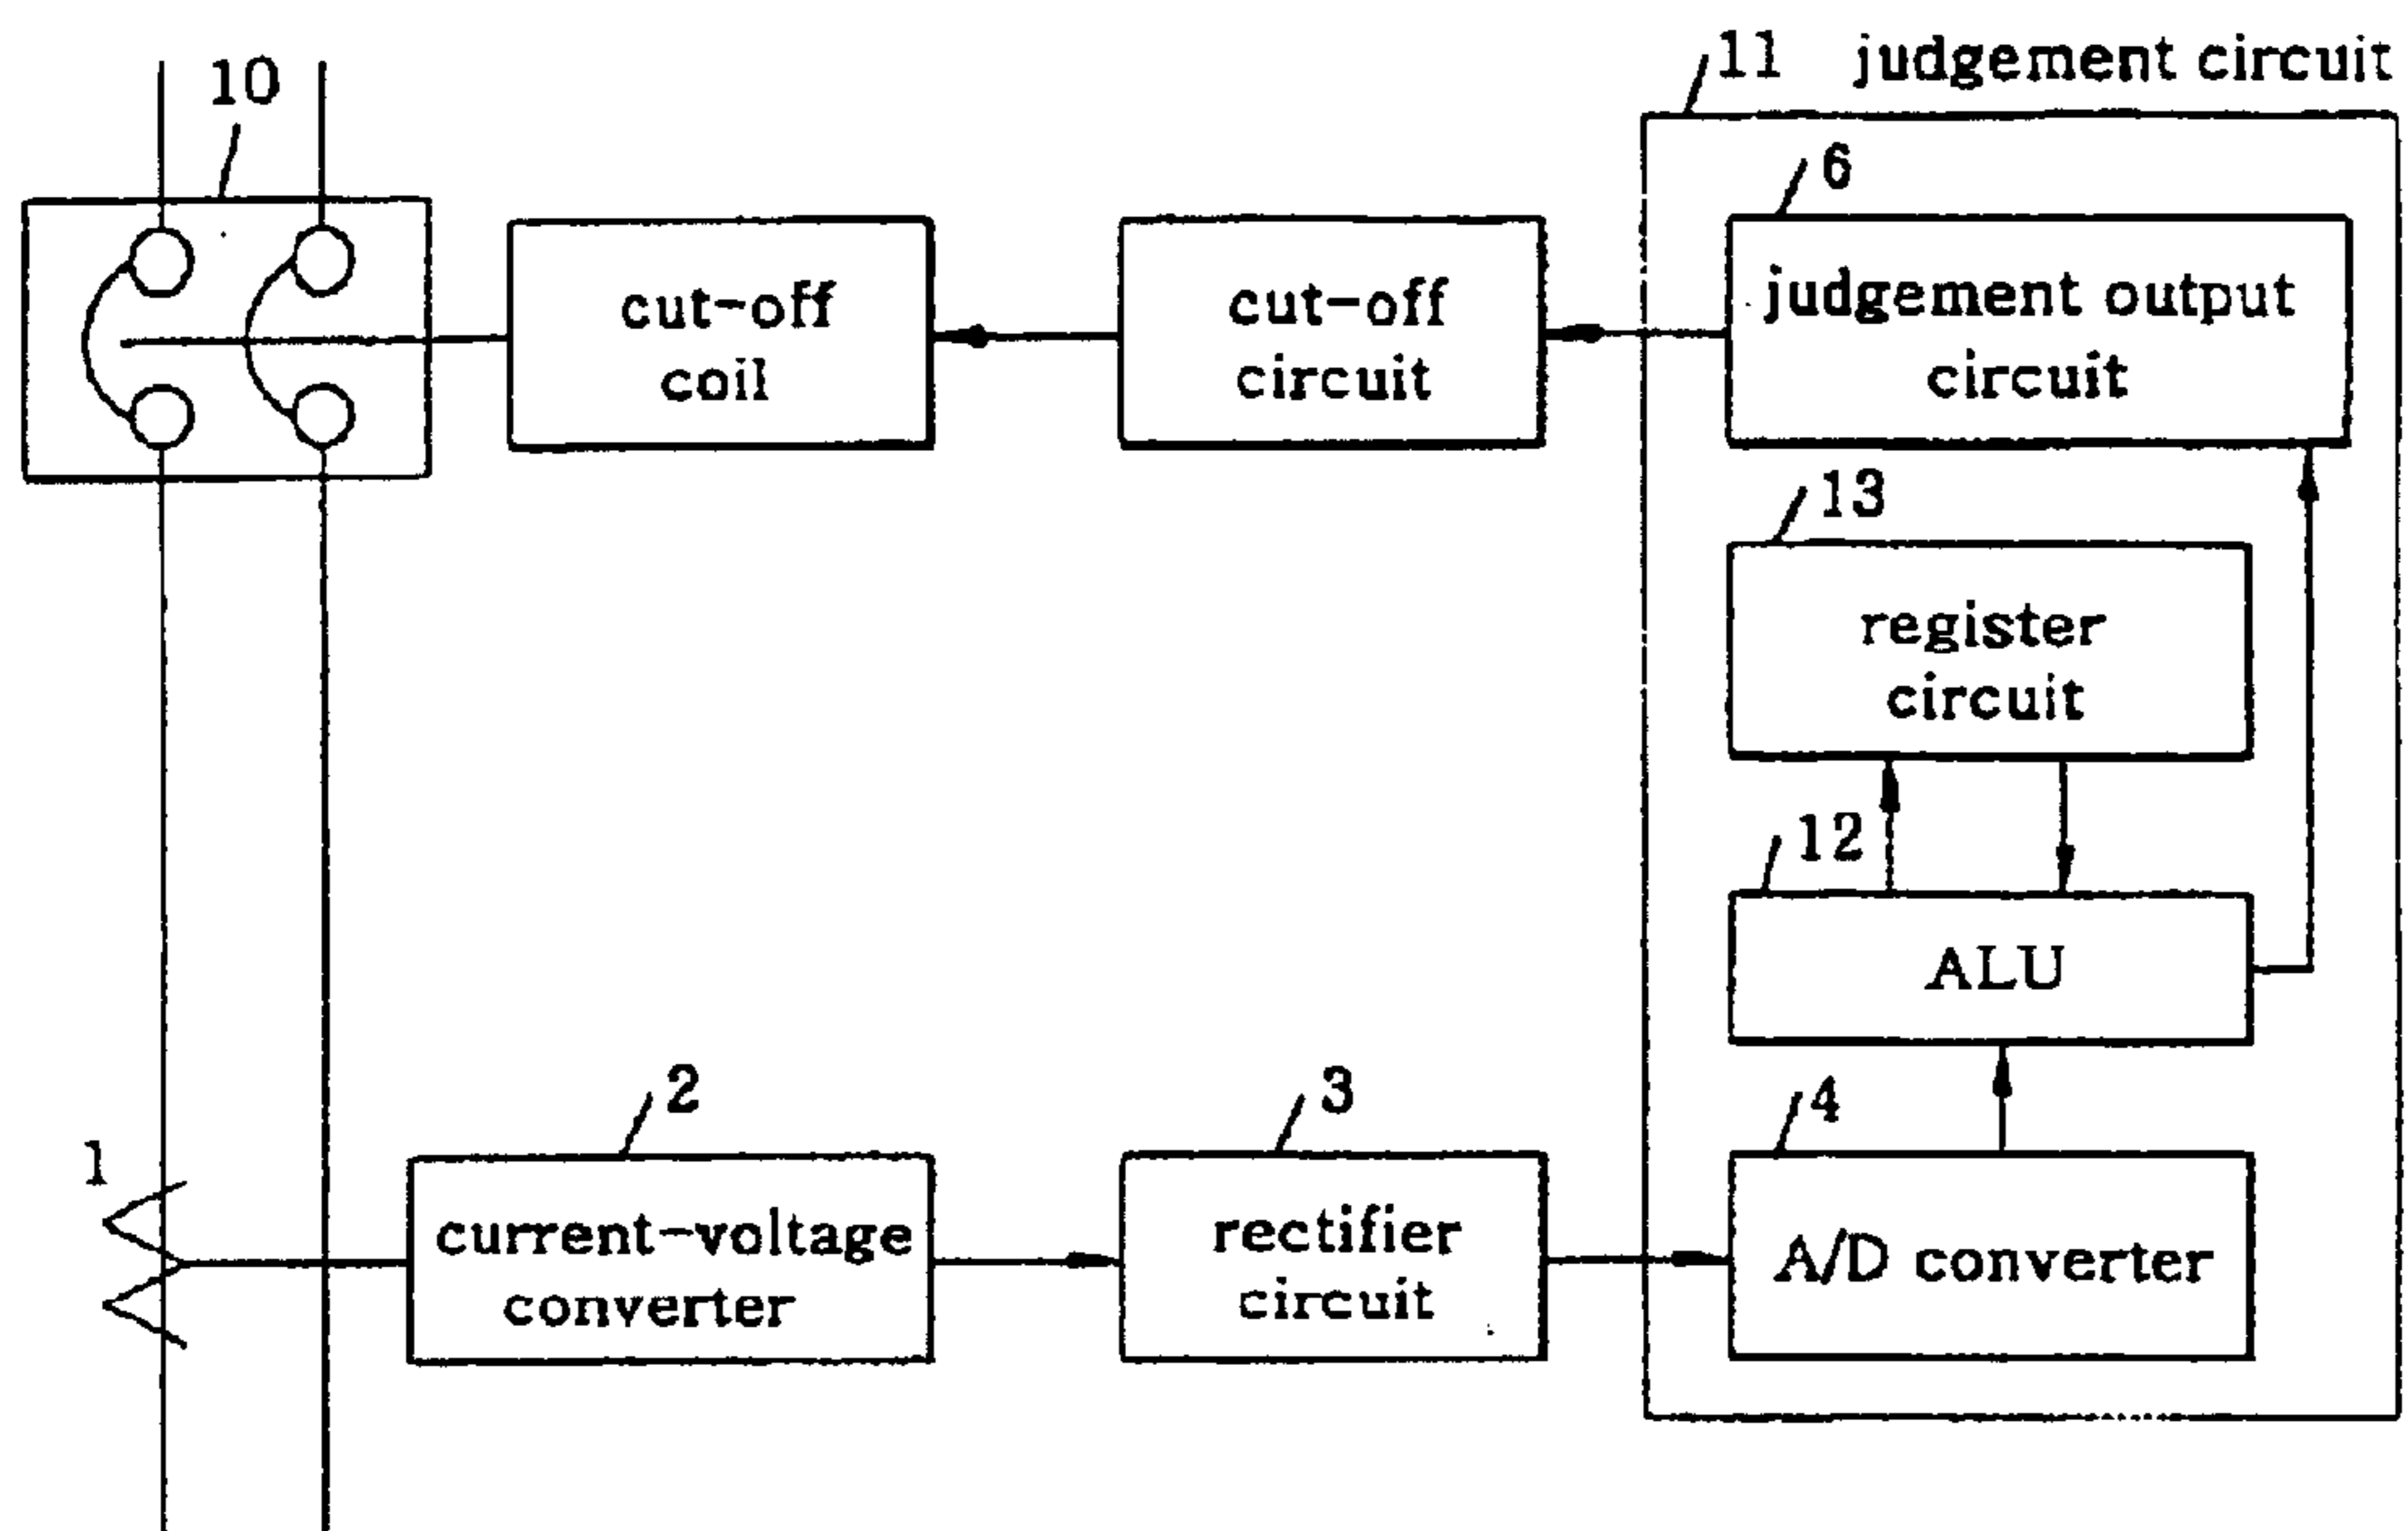 11 judgement circuit
10
6
cut-off
coil
cut-off
circuit
judgement output
circuit
13
register
circuit
12
ALU
1
2
current-voltage
converter
3
rectifier
circuit
4
A/D converter